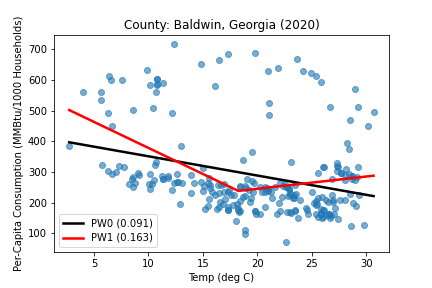 County: Baldwin, Georgia (2020)
Per-Capita Consumption (MMBtu/1000 Households)
700
600
500
400
300
200
100
PW0 (0.091)
PW1 (0.163)
5 10 15 20 25 30
Temp (deg C)